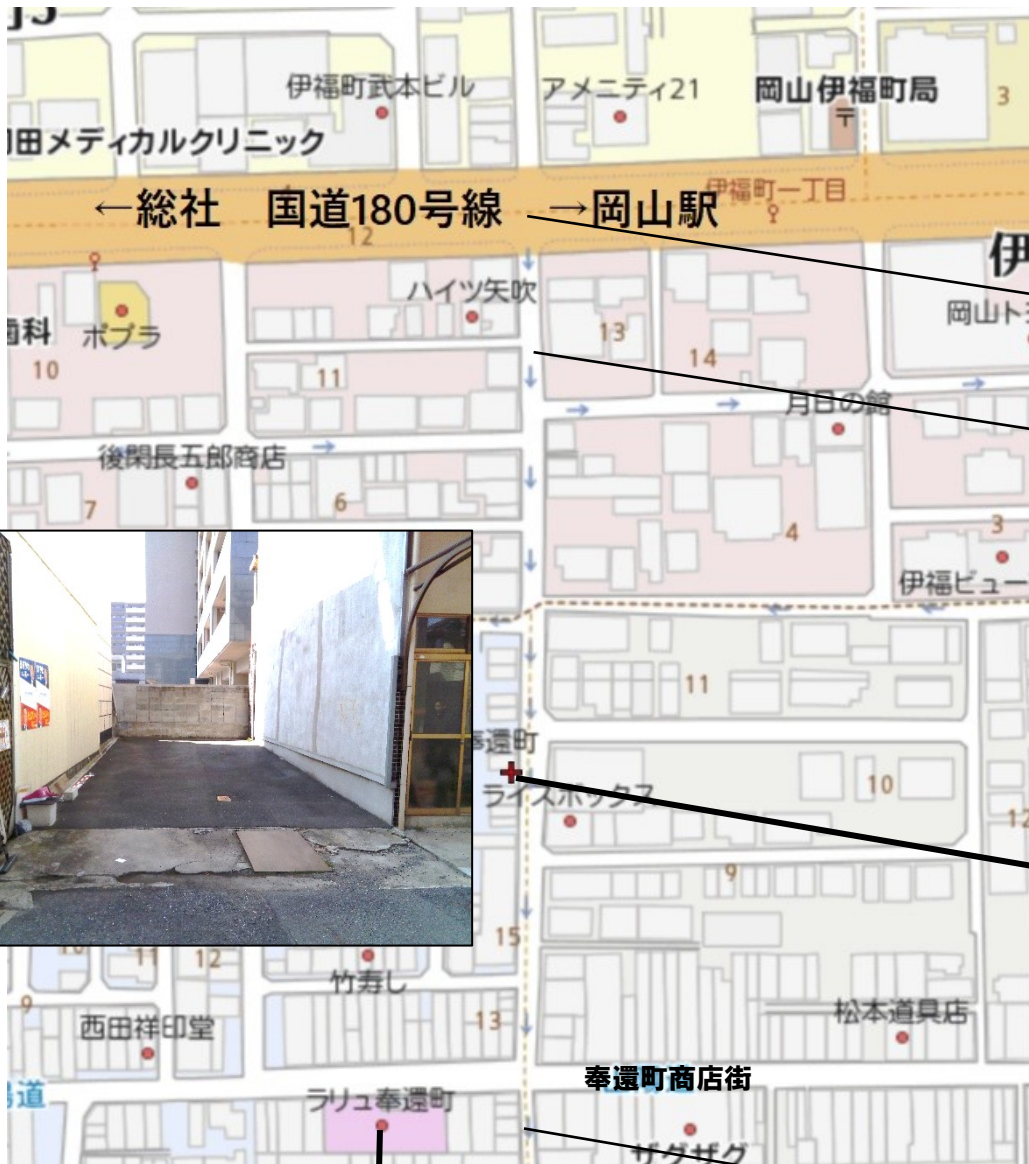 伊福町武本ビル
アメニティ21
岡山伊福町局
3
田メディカルクリニック
←総社 国道180号線 →岡山駅
伊福町一丁目
12
伊
ハイツ矢吹
岡山ト
歯科
ポプラ
13
14
10
11
月日の館
後閑長五郎商店
7
6
4
3
伊福ビュー
11
奉還町
ライスボックス
10
12
9
15
11
12
竹寿し
9
西田祥印堂
13
松本道具店
奉還町商店街
道
ラリュ奉還町
ザグザグ